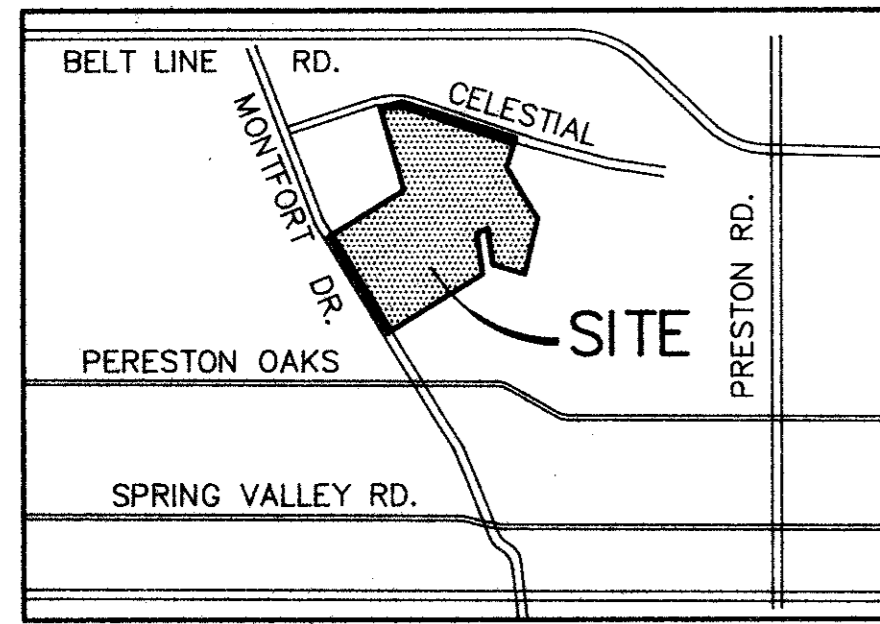 BELT LINE RD.
CELESTIAL
MONTFORT DR.
PRESTON RD.
SITE
PERESTON OAKS
SPRING VALLEY RD.